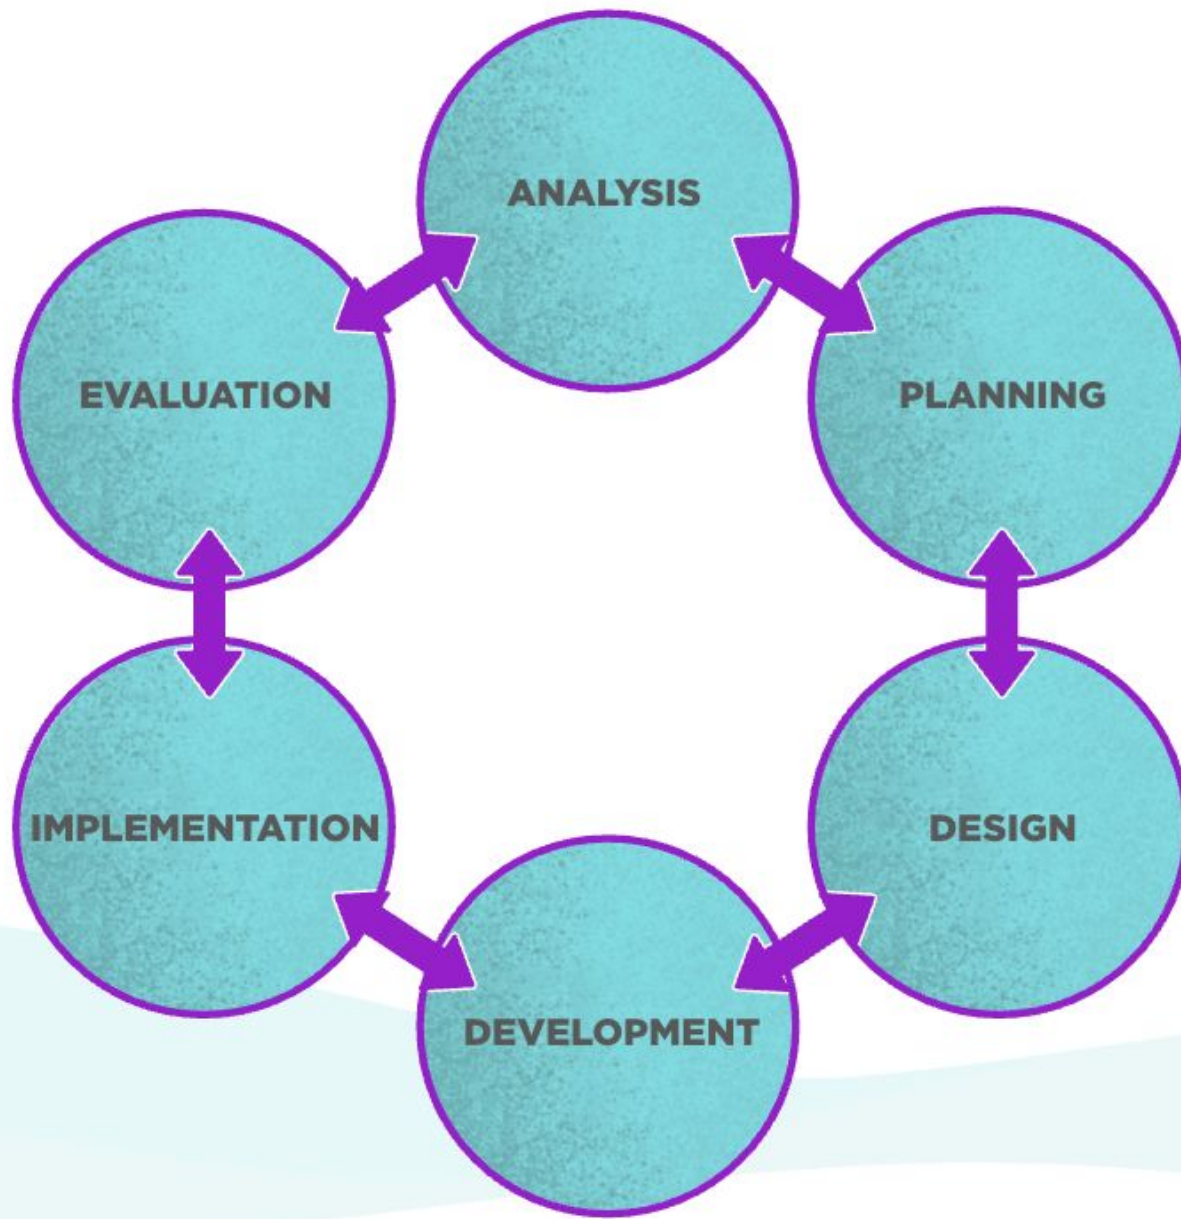 ANALYSIS
PLANNING
DESIGN
DEVELOPMENT
IMPLEMENTATION
EVALUATION